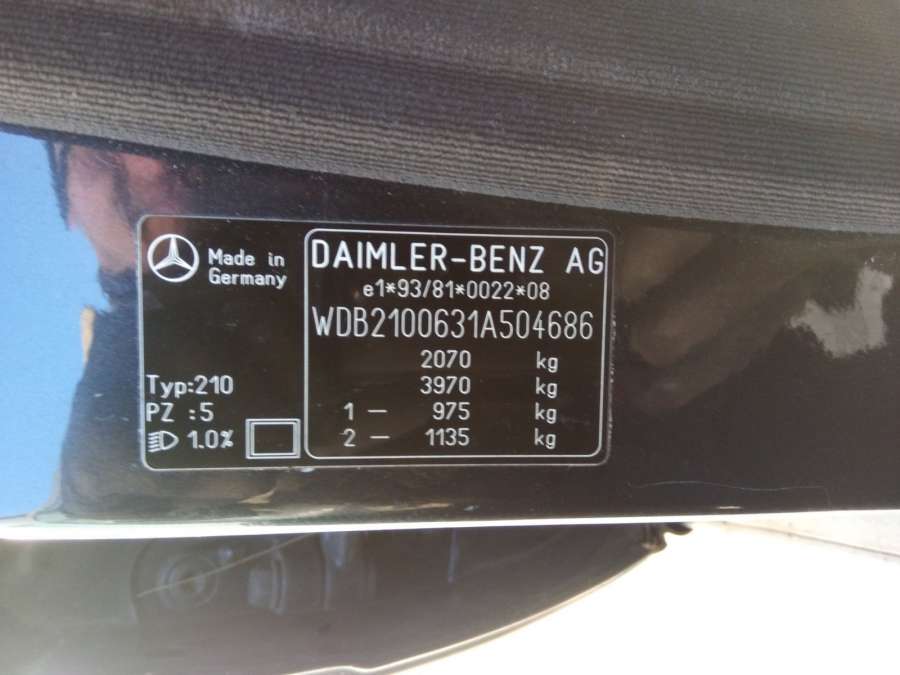 Made in
Germany
Typ:210
PZ :5
1.0%
DAIMLER-BENZ AG
e1*93/81*0022*08
WDB2100631A504686
2070 kg
3970 kg
1 — 975 kg
2 — 1135 kg